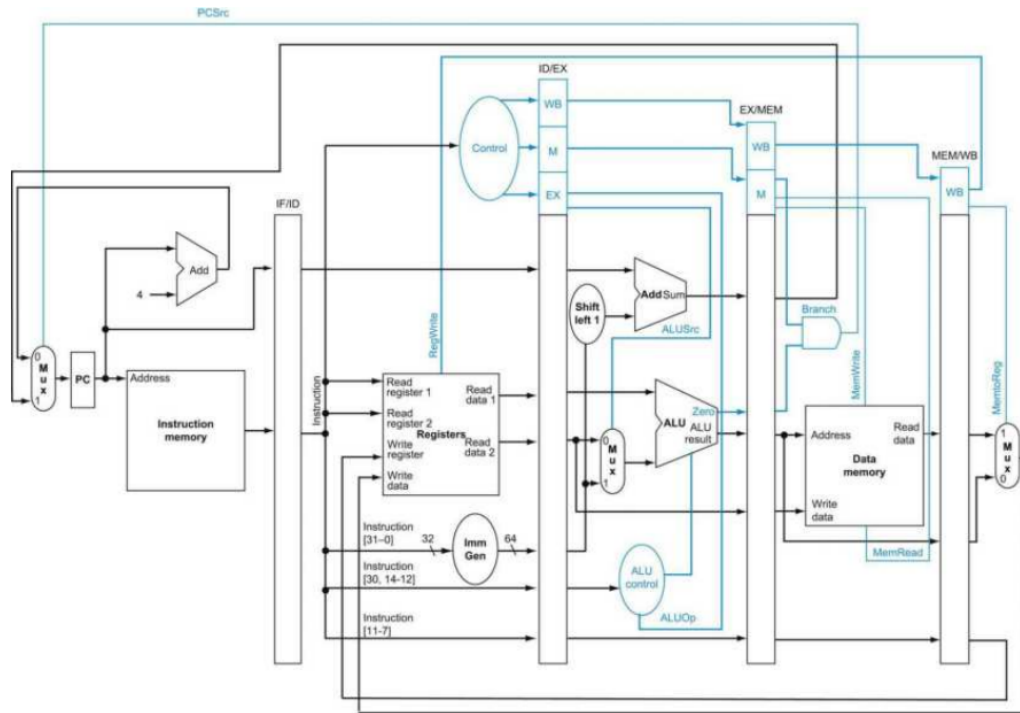 PCSrc
ID/EX
WB
EX/MEM
Control
M
WB
MEM/WB
EX
M
WB
IF/ID
Add
4
Add Sum
Shift
left 1
Branch
ALUSrc
RegWrite
MemWrite
MemtoReg
0
Mux
1
PC
Address
Instruction
memory
Instruction
Read
register 1
Read
register 2
Write
register
Write
data
Registers
Read
data 1
Read
data 2
0
Mux
1
Zero
ALU
ALU
result
Address
Read
data
Data
memory
Write
data
1
Mux
0
MemRead
Instruction
[31–0]
32
Imm
Gen
64
Instruction
[30, 14-12]
ALU
control
ALUOp
Instruction
[11-7]